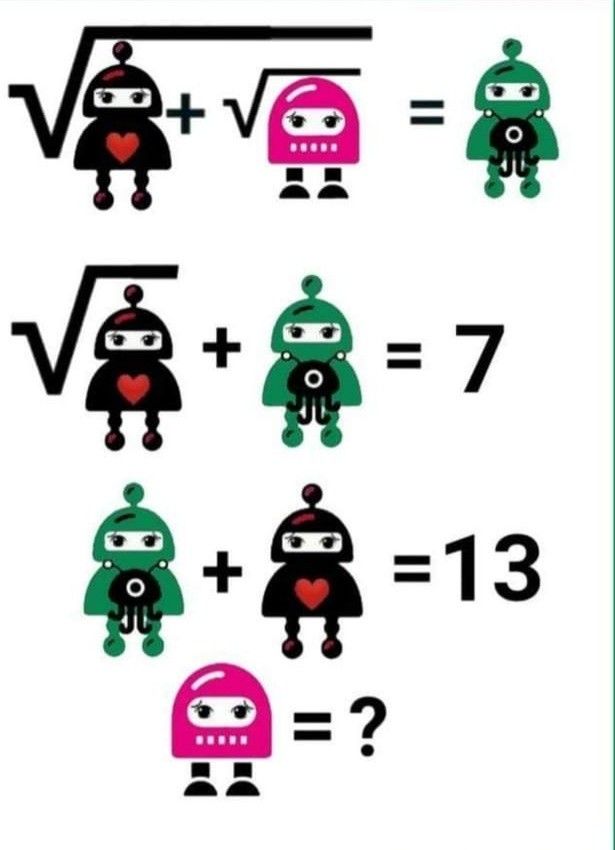 √ + √ =
√ + = 7
+ =13
= ?